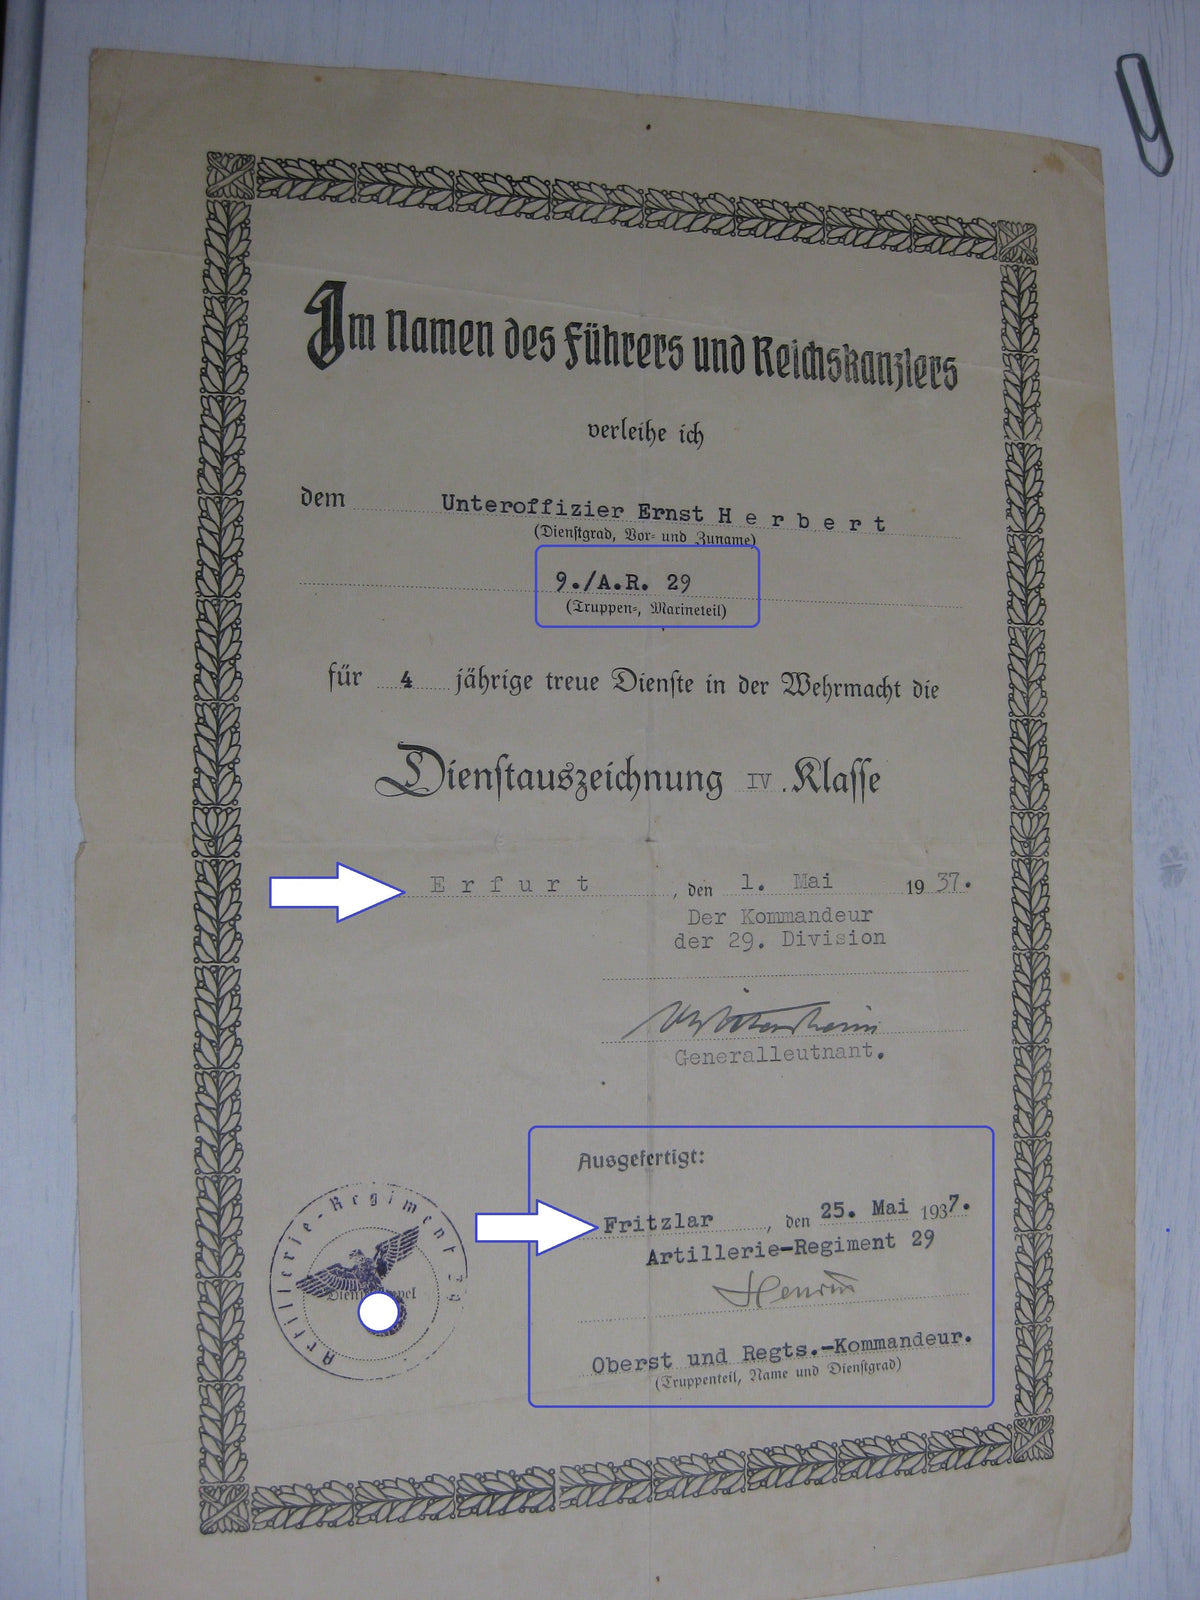 Im Namen des Führers und Reichskanzlers
verleihe ich
dem Unteroffizier Ernst Herbert
(Dienstgrad, Vor- und Zuname)
9./A.R. 29
(Truppen-, Marineteil)
für 4 jährige treue Dienste in der Wehrmacht die
Dienstauszeichnung IV. Klasse
Erfurt, den 1. Mai 1937.
Der Kommandeur
der 29. Division
Generalleutnant.
Ausgefertigt:
Fritzlar, den 25. Mai 1937.
Artillerie-Regiment 29
Oberst und Regts.-Kommandeur.
(Truppenteil, Name und Dienstgrad)
Artillerie-Regiment 29